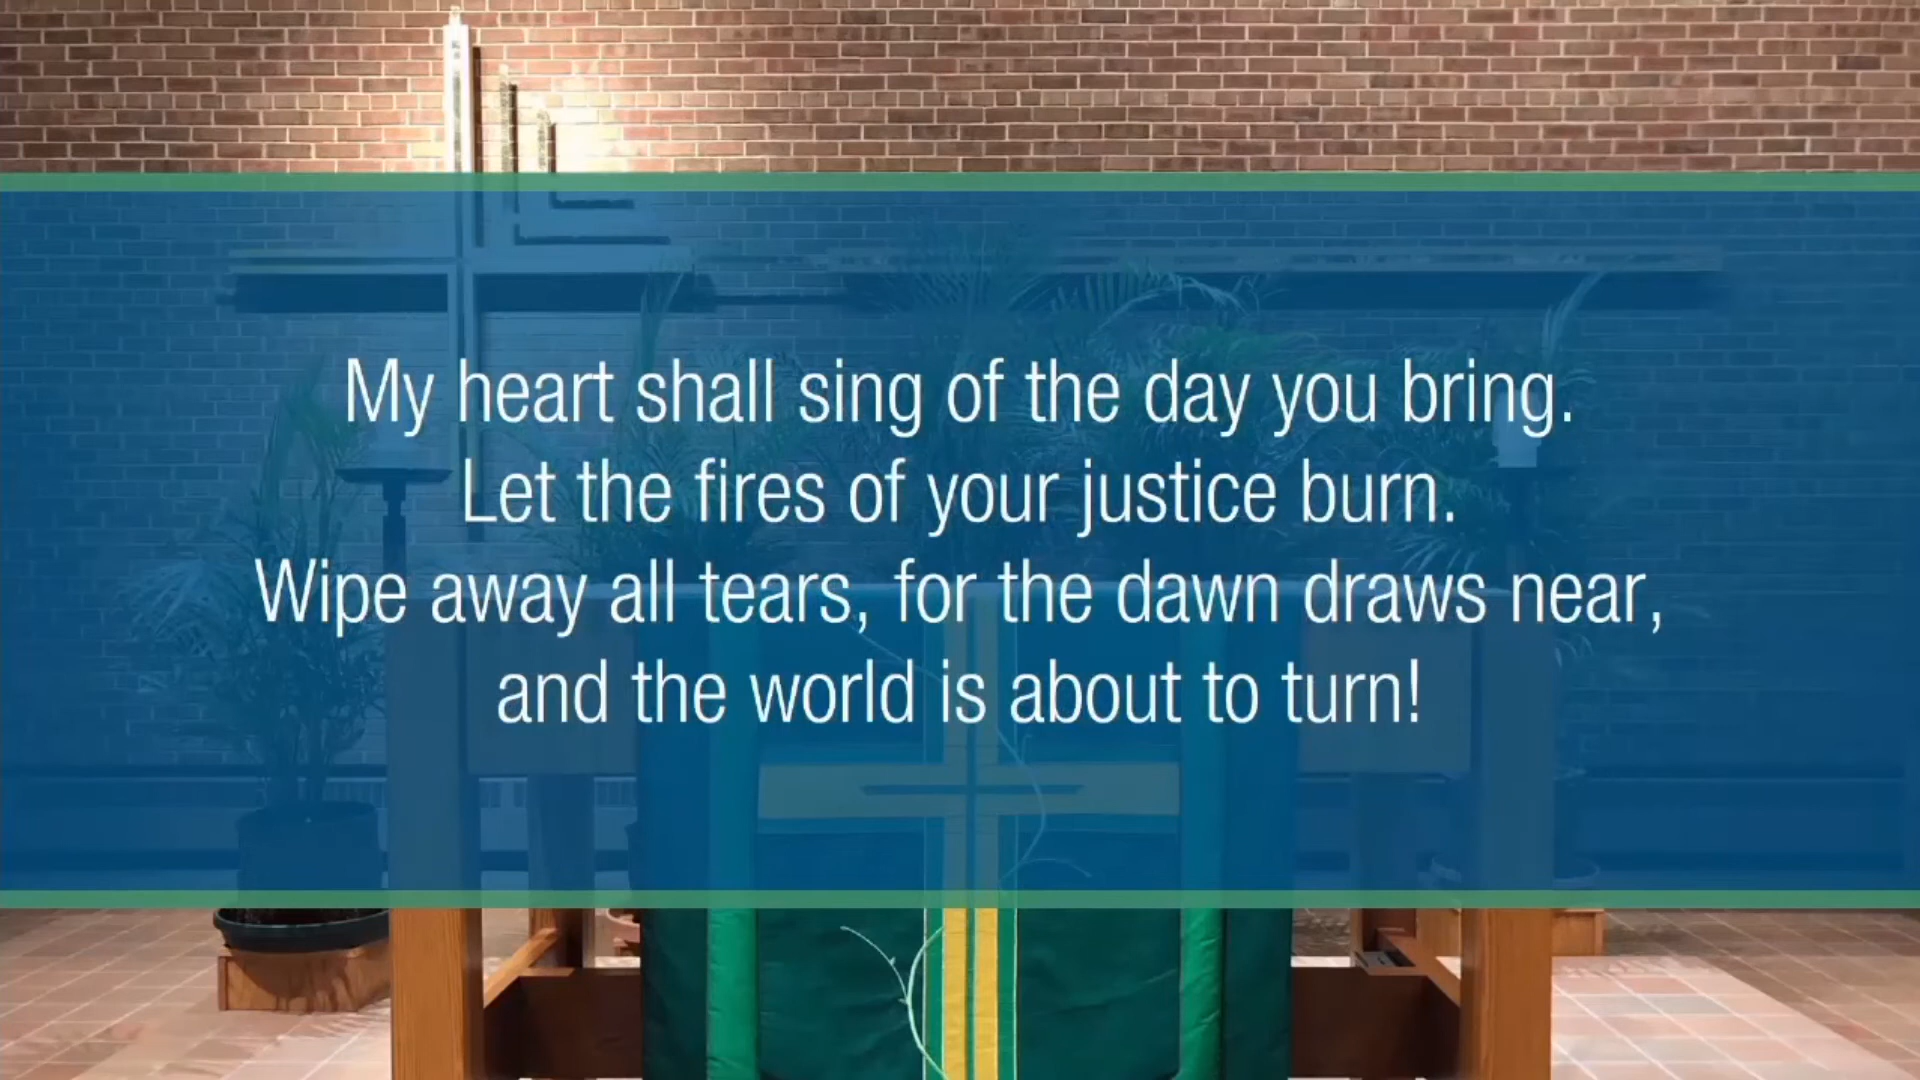 My heart shall sing of the day you bring.
Let the fires of your justice burn.
Wipe away all tears, for the dawn draws near,
and the world is about to turn!